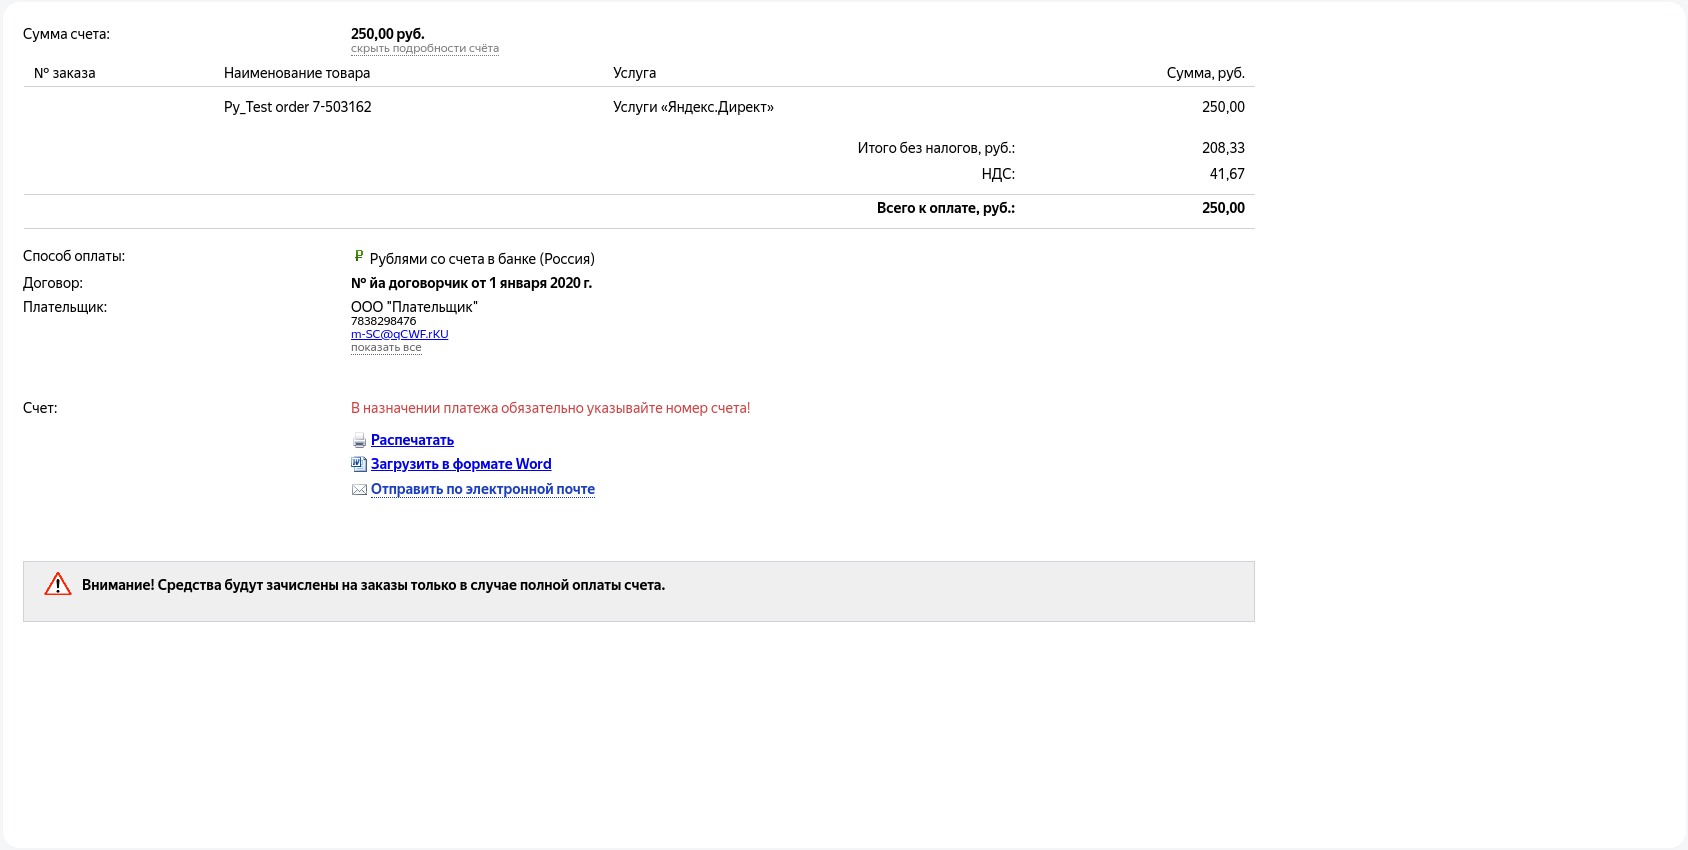 Сумма счета: 250,00 руб.
скрыть подробности счёта
№ заказа Наименование товара Услуга Сумма, руб.
Py_Test order 7-503162 Услуги «Яндекс.Директ» 250,00
Итого без налогов, руб.: 208,33
НДС: 41,67
Всего к оплате, руб.: 250,00
Способ оплаты: ₽ Рублями со счета в банке (Россия)
Договор: № йа договорчик от 1 января 2020 г.
Плательщик: ООО "Плательщик"
7838298476
m-SC@qCWF.rKU
показать все
Счет: В назначении платежа обязательно указывайте номер счета!
Распечатать
Загрузить в формате Word
Отправить по электронной почте
Внимание! Средства будут зачислены на заказы только в случае полной оплаты счета.